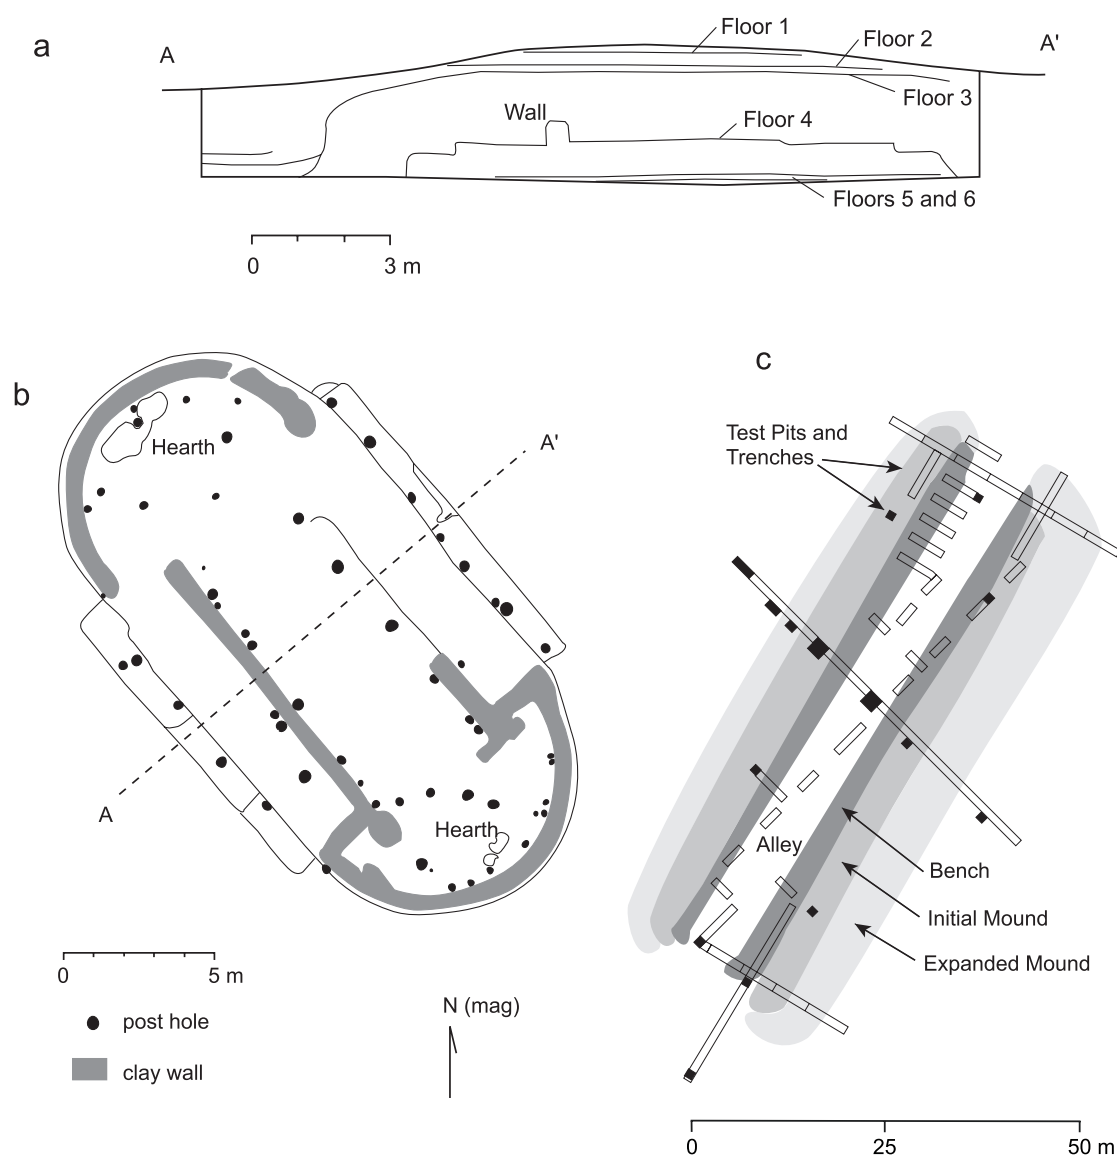 a
A
A'
Floor 1
Floor 2
Floor 3
Wall
Floor 4
Floors 5 and 6
0 3 m
b
Hearth
A'
A
Hearth
0 5 m
post hole
clay wall
N (mag)
c
Test Pits and
Trenches
Alley
Bench
Initial Mound
Expanded Mound
0 25 50 m